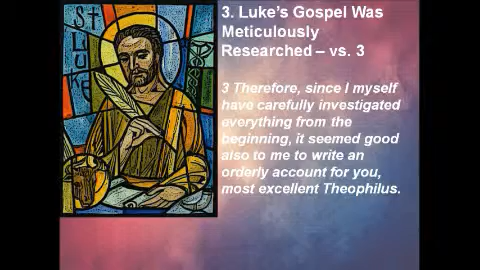 ST
LUKE
3. Luke's Gospel Was
Meticulously
Researched – vs. 3
3 Therefore, since I myself
have carefully investigated
everything from the
beginning, it seemed good
also to me to write an
orderly account for you,
most excellent Theophilus.